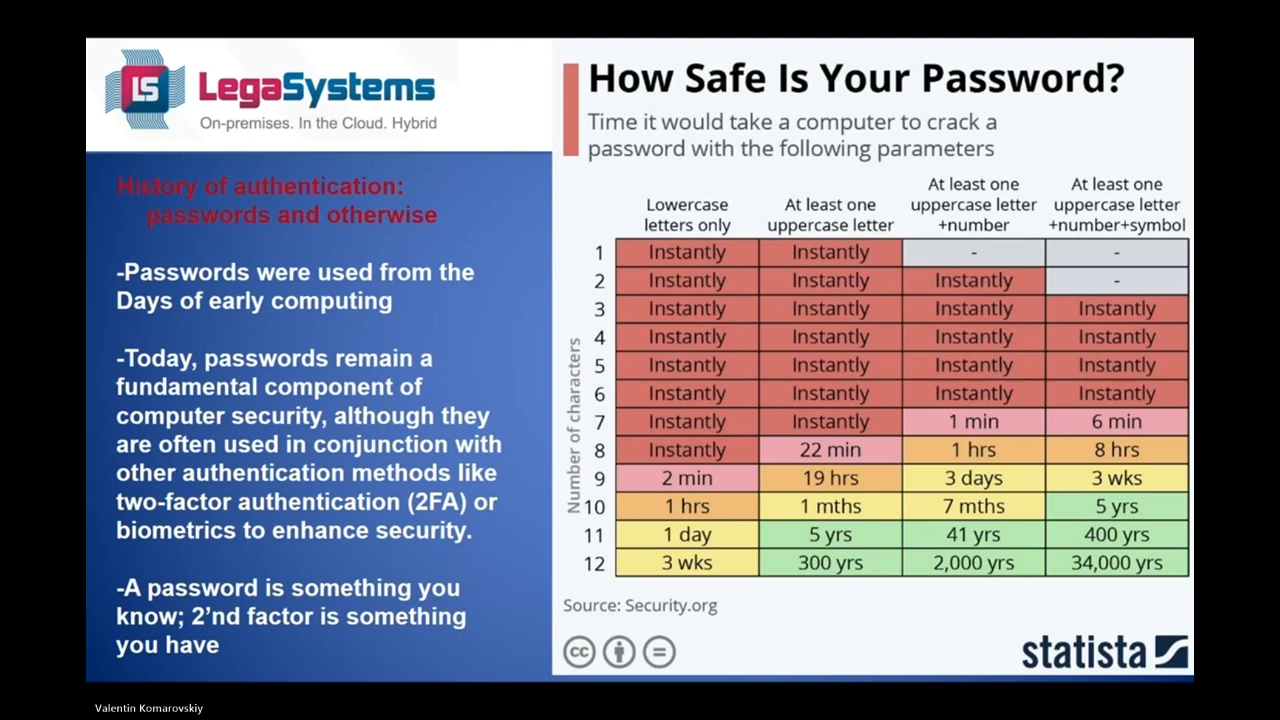 LS
LegaSystems
On-premises. In the Cloud. Hybrid
History of authentication:
passwords and otherwise
-Passwords were used from the
Days of early computing
-Today, passwords remain a
fundamental component of
computer security, although they
are often used in conjunction with
other authentication methods like
two-factor authentication (2FA) or
biometrics to enhance security.
-A password is something you
know; 2'nd factor is something
you have
How Safe Is Your Password?
Time it would take a computer to crack a
password with the following parameters
Lowercase
letters only
At least one
uppercase letter
At least one
uppercase letter
+number
At least one
uppercase letter
+number+symbol
Number of characters
1 Instantly Instantly - -
2 Instantly Instantly Instantly -
3 Instantly Instantly Instantly Instantly
4 Instantly Instantly Instantly Instantly
5 Instantly Instantly Instantly Instantly
6 Instantly Instantly Instantly Instantly
7 Instantly Instantly 1 min 6 min
8 Instantly 22 min 1 hrs 8 hrs
9 2 min 19 hrs 3 days 3 wks
10 1 hrs 1 mths 7 mths 5 yrs
11 1 day 5 yrs 41 yrs 400 yrs
12 3 wks 300 yrs 2,000 yrs 34,000 yrs
Source: Security.org
cc
statista
Valentin Komarovskiy